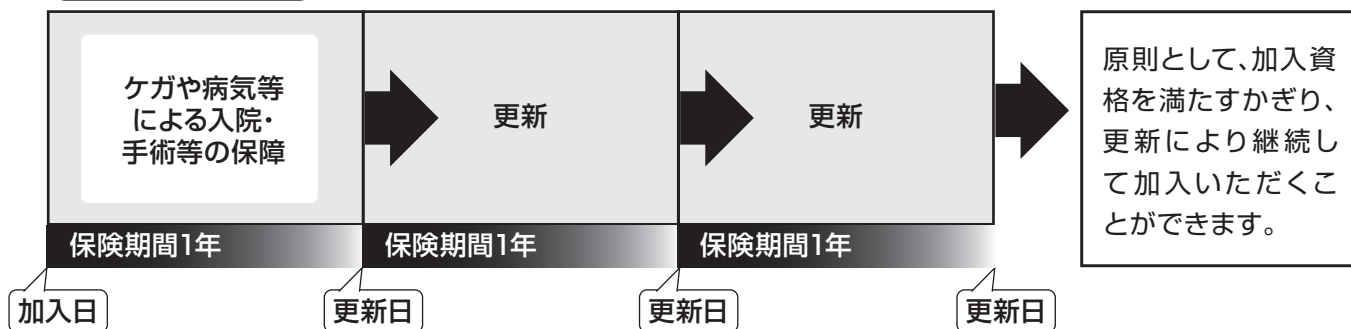 ケガや病気等
による入院・
手術等の保障
更新
更新
原則として、加入資
格を満たすかぎり、
更新により継続し
て加入いただくこ
とができます。
保険期間1年
保険期間1年
保険期間1年
加入日
更新日
更新日
更新日